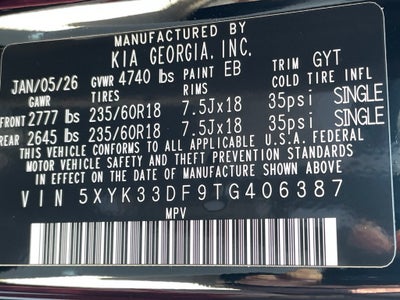 MANUFACTURED BY
KIA GEORGIA, INC.
JAN/05/26 GVWR 4740 lbs PAINT EB TRIM GYT
GAWR TIRES RIMS COLD TIRE INFL
FRONT 2777 lbs 235/60R18 7.5Jx18 35psi SINGLE
REAR 2645 lbs 235/60R18 7.5Jx18 35psi SINGLE
THIS VEHICLE CONFORMS TO ALL APPLICABLE U.S.A. FEDERAL
MOTOR VEHICLE SAFETY AND THEFT PREVENTION STANDARDS
IN EFFECT ON THE DATE OF MANUFACTURE SHOWN ABOVE
VIN 5XYK33DF9TG406387
MPV